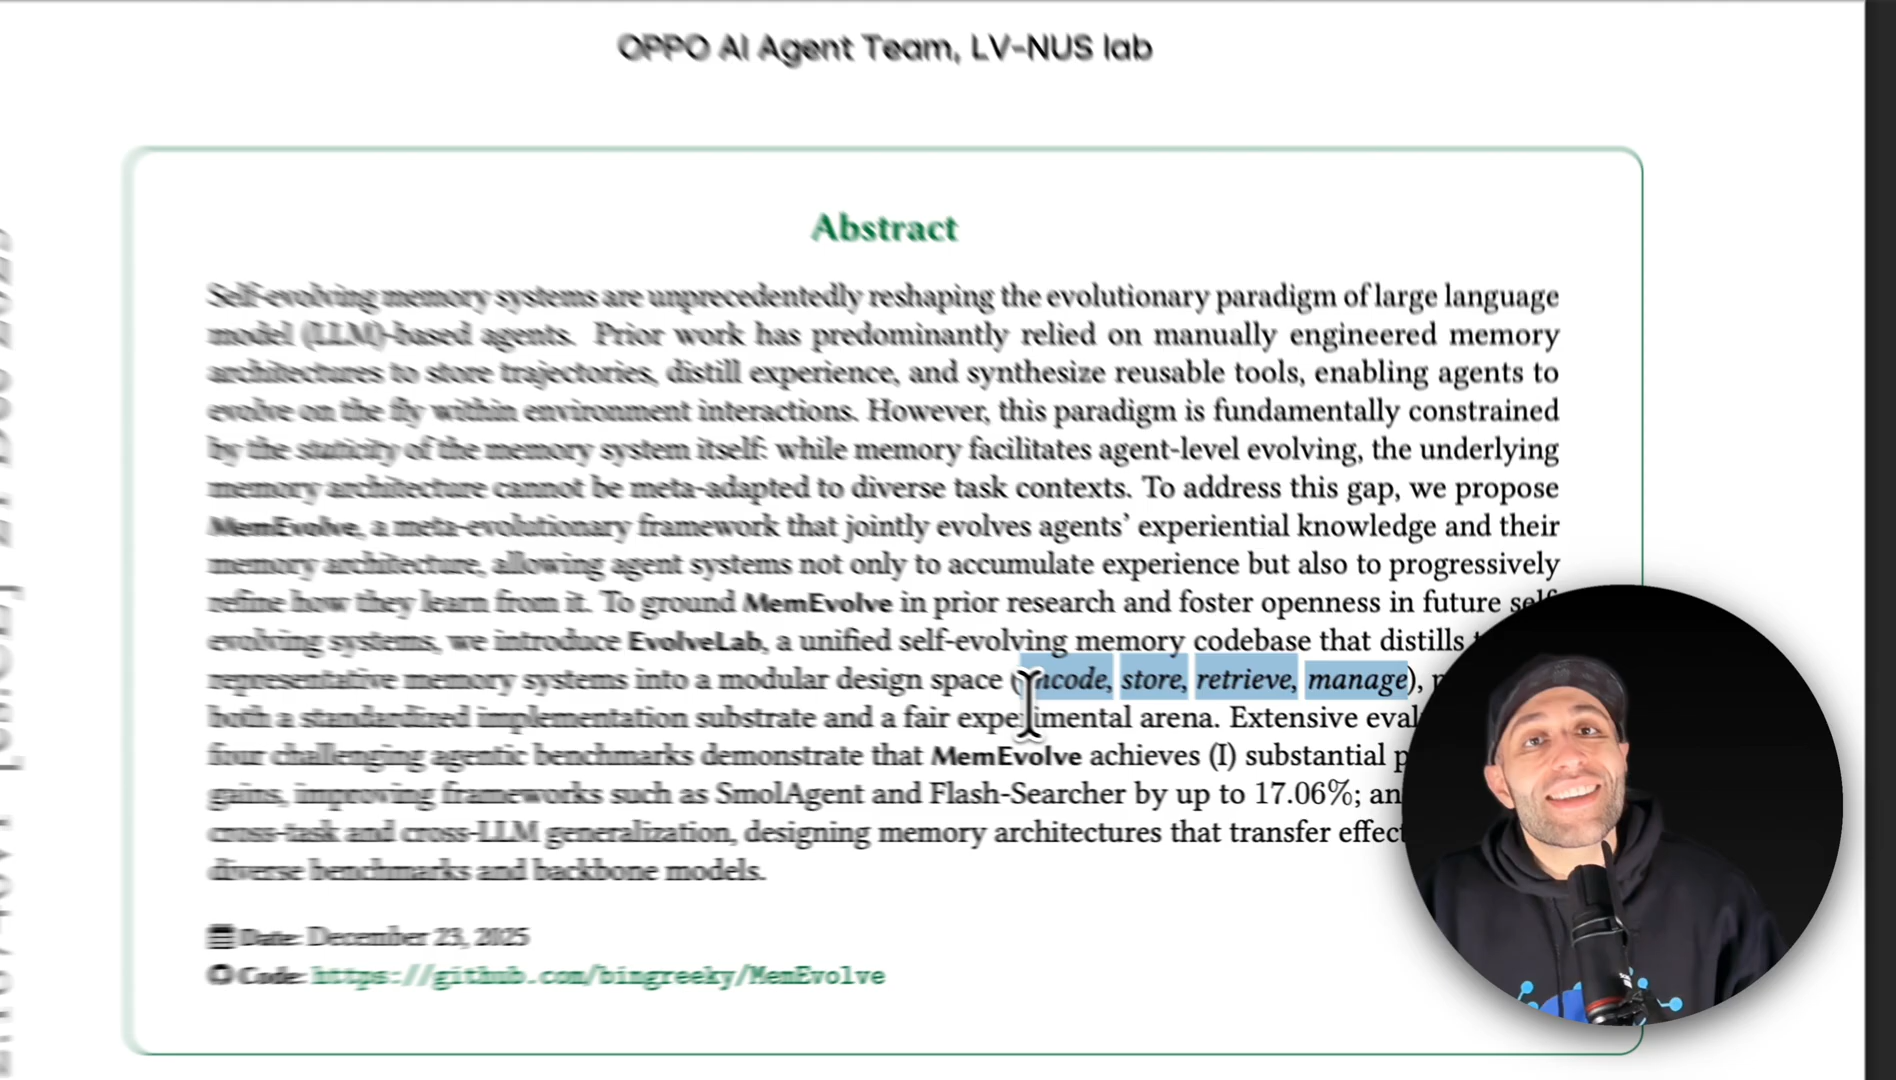 OPPO AI Agent Team, LV-NUS lab
Abstract
Self-evolving memory systems are unprecedentedly reshaping the evolutionary paradigm of large language
model (LLM)-based agents. Prior work has predominantly relied on manually engineered memory
architectures to store trajectories, distill experience, and synthesize reusable tools, enabling agents to
evolve on the fly within environment interactions. However, this paradigm is fundamentally constrained
by the staticity of the memory system itself: while memory facilitates agent-level evolving, the underlying
memory architecture cannot be meta-adapted to diverse task contexts. To address this gap, we propose
MemEvolve, a meta-evolutionary framework that jointly evolves agents' experiential knowledge and their
memory architecture, allowing agent systems not only to accumulate experience but also to progressively
refine how they learn from it. To ground MemEvolve in prior research and foster openness in future
evolving systems, we introduce EvolveLab, a unified self-evolving memory codebase that distills
representative memory systems into a modular design space (encode, store, retrieve, manage),
both a standardized implementation substrate and a fair experimental arena. Extensive
four challenging agentic benchmarks demonstrate that MemEvolve achieves (I) substantial
gains, improving frameworks such as SmolAgent and Flash-Searcher by up to 17.06%;
cross-task and cross-LLM generalization, designing memory architectures that transfer
diverse benchmarks and backbone models.
Date: December 23, 2025
Code: https://github.com/bingreeky/MemEvolve